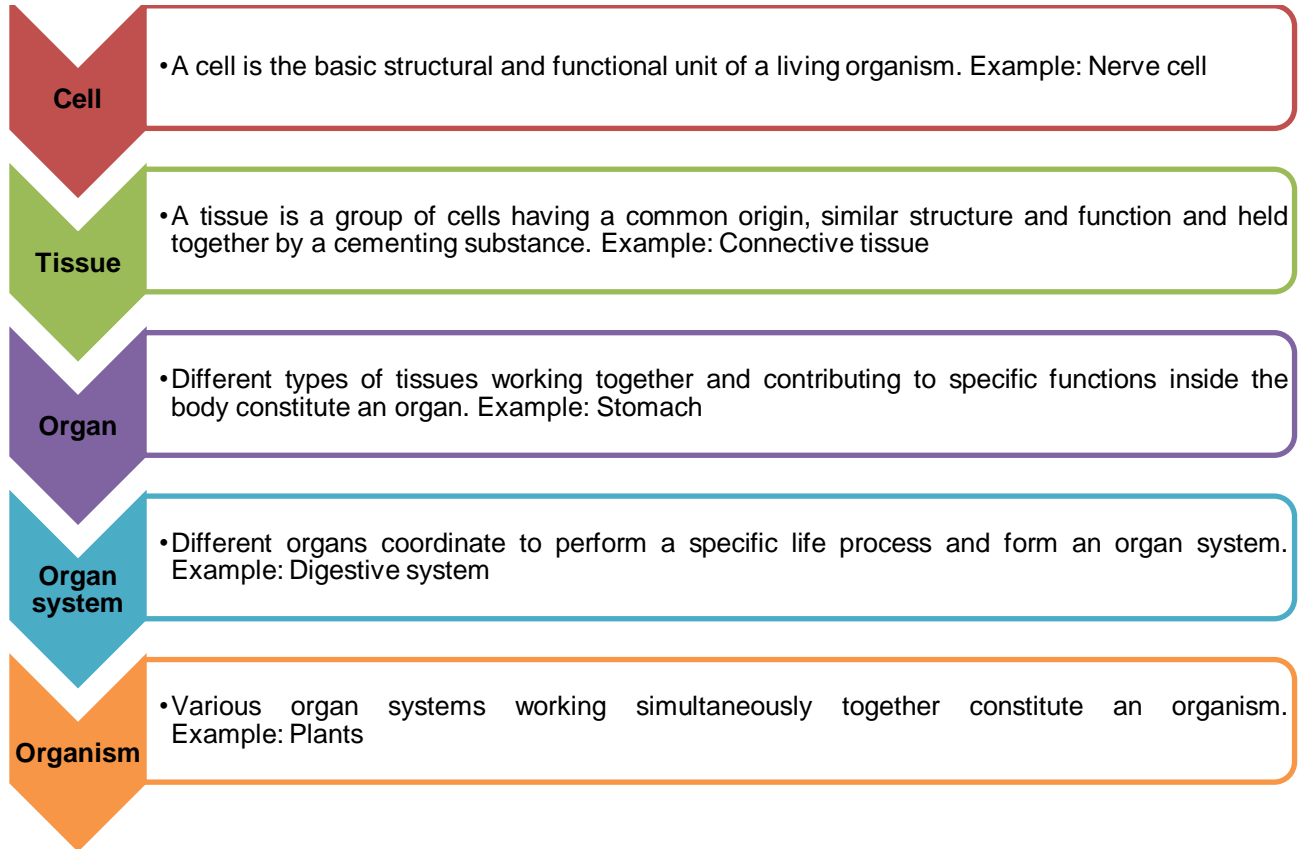 Cell
•A cell is the basic structural and functional unit of a living organism. Example: Nerve cell
Tissue
•A tissue is a group of cells having a common origin, similar structure and function and held
together by a cementing substance. Example: Connective tissue
Organ
•Different types of tissues working together and contributing to specific functions inside the
body constitute an organ. Example: Stomach
Organ
system
•Different organs coordinate to perform a specific life process and form an organ system.
Example: Digestive system
Organism
•Various organ systems working simultaneously together constitute an organism.
Example: Plants